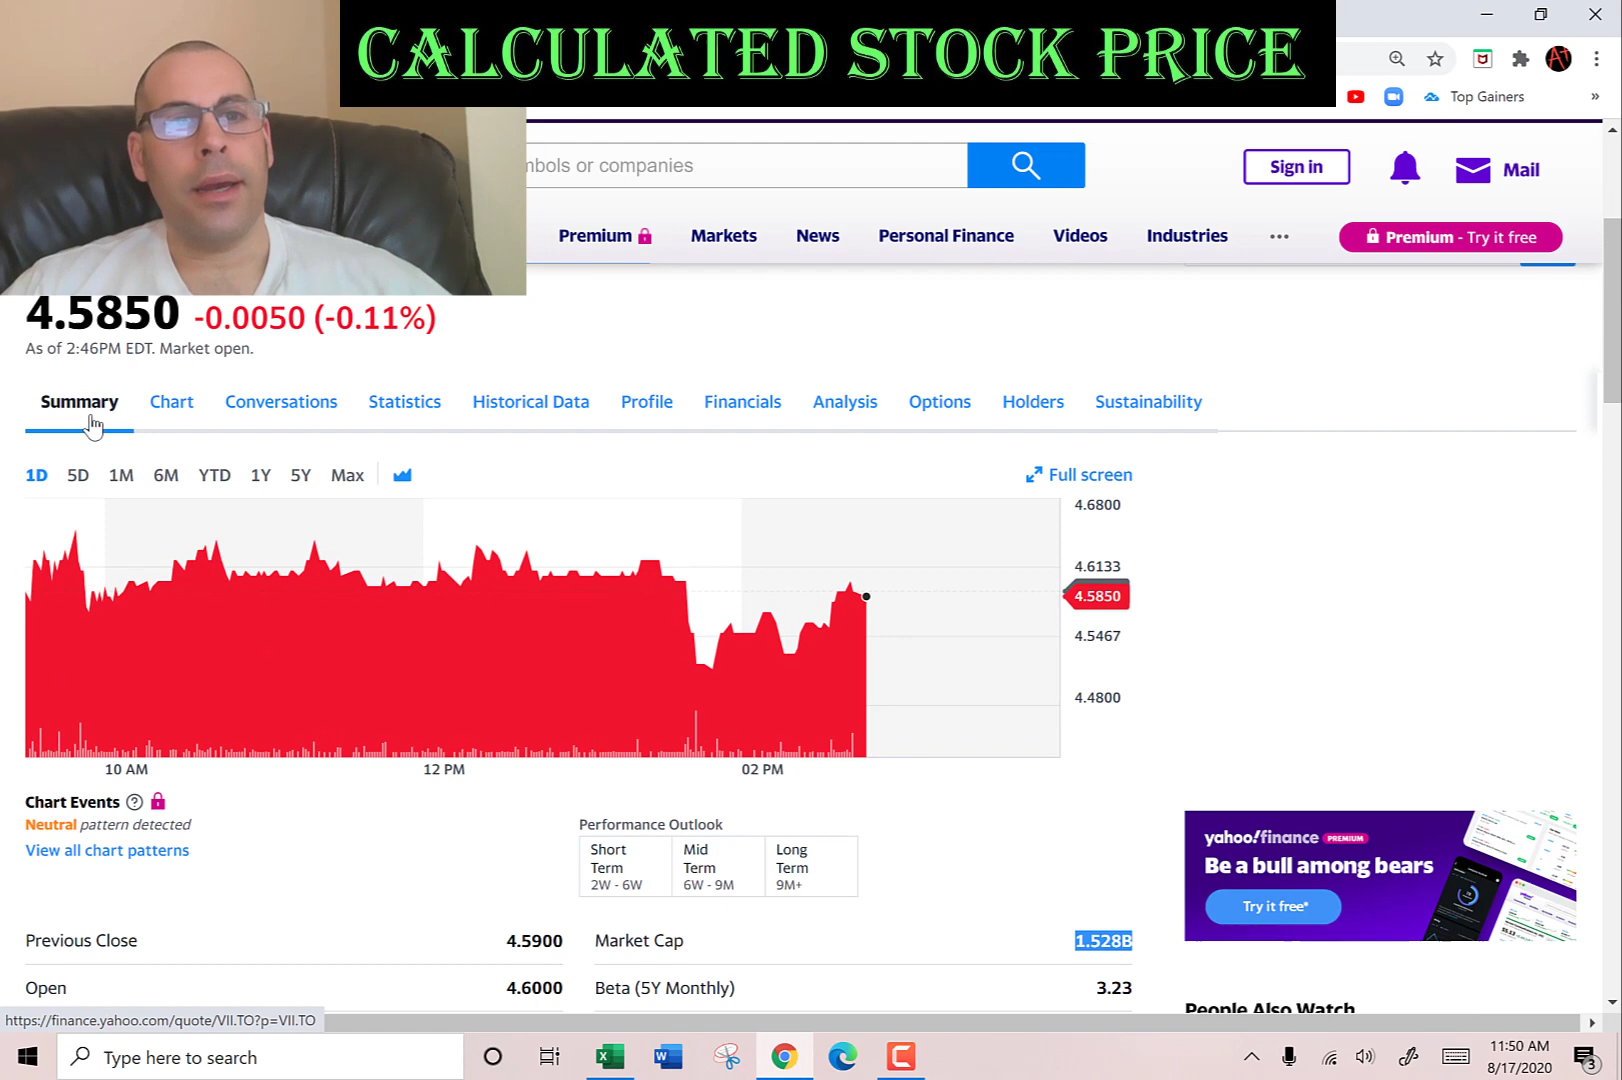 CALCULATED STOCK PRICE
Top Gainers
»
mbols or companies
Sign in
Mail
Premium
Markets
News
Personal Finance
Videos
Industries
Premium - Try it free
4.5850 -0.0050 (-0.11%)
As of 2:46PM EDT. Market open.
Summary
Chart
Conversations
Statistics
Historical Data
Profile
Financials
Analysis
Options
Holders
Sustainability
1D 5D 1M 6M YTD 1Y 5Y Max
Full screen
4.6800
4.6133
4.5850
4.5467
4.4800
10 AM
12 PM
02 PM
Chart Events ?
Neutral pattern detected
View all chart patterns
Performance Outlook
Short Term 2W - 6W
Mid Term 6W - 9M
Long Term 9M+
yahoo!finance PREMIUM
Be a bull among bears
Try it free*
Previous Close 4.5900
Market Cap 1.528B
Open 4.6000
Beta (5Y Monthly) 3.23
People Also Watch
https://finance.yahoo.com/quote/VII.TO?p=VII.TO
Type here to search
11:50 AM
8/17/2020
3